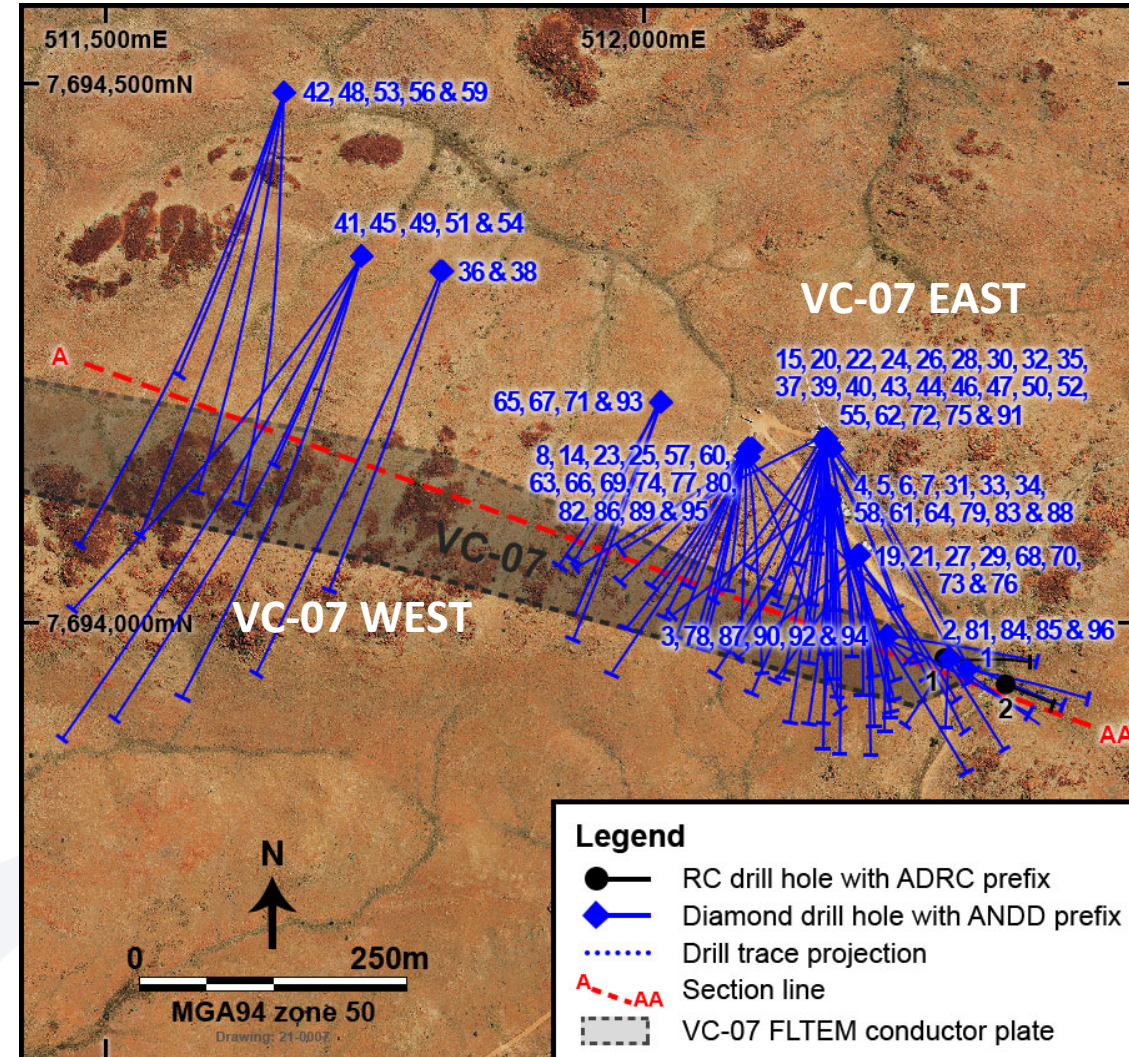 511,500mE
512,000mE
7,694,500mN
42, 48, 53, 56 & 59
41, 45 , 49, 51 & 54
36 & 38
VC-07 EAST
A
15, 20, 22, 24, 26, 28, 30, 32, 35,
37, 39, 40, 43, 44, 46, 47, 50, 52,
55, 62, 72, 75 & 91
65, 67, 71 & 93
8, 14, 23, 25, 57, 60,
63, 66, 69, 74, 77, 80,
82, 86, 89 & 95
4, 5, 6, 7, 31, 33, 34,
58, 61, 64, 79, 83 & 88
VC-07
19, 21, 27, 29, 68, 70,
73 & 76
7,694,000mN
VC-07 WEST
3, 78, 87, 90, 92 & 94
2, 81, 84, 85 & 96
1
1
2
AA
N
0
250m
MGA94 zone 50
Drawing: 21-0007
Legend
RC drill hole with ADRC prefix
Diamond drill hole with ANDD prefix
Drill trace projection
A AA Section line
VC-07 FLTEM conductor plate